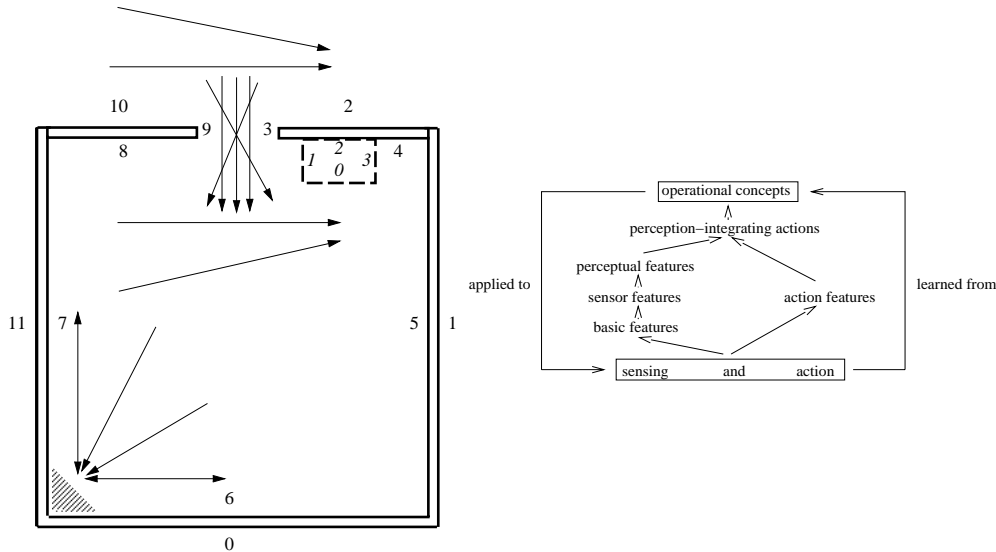 10
2
9
3
8
4
2
1
3
0
11
7
5
1
6
0
operational concepts
perception−integrating actions
perceptual features
applied to
sensor features
action features
learned from
basic features
sensing and action